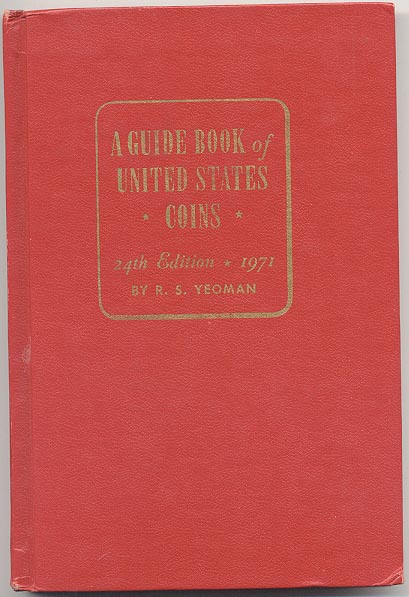 A GUIDE BOOK of
UNITED STATES
★ COINS ★
24th Edition ★ 1971
BY R. S. YEOMAN